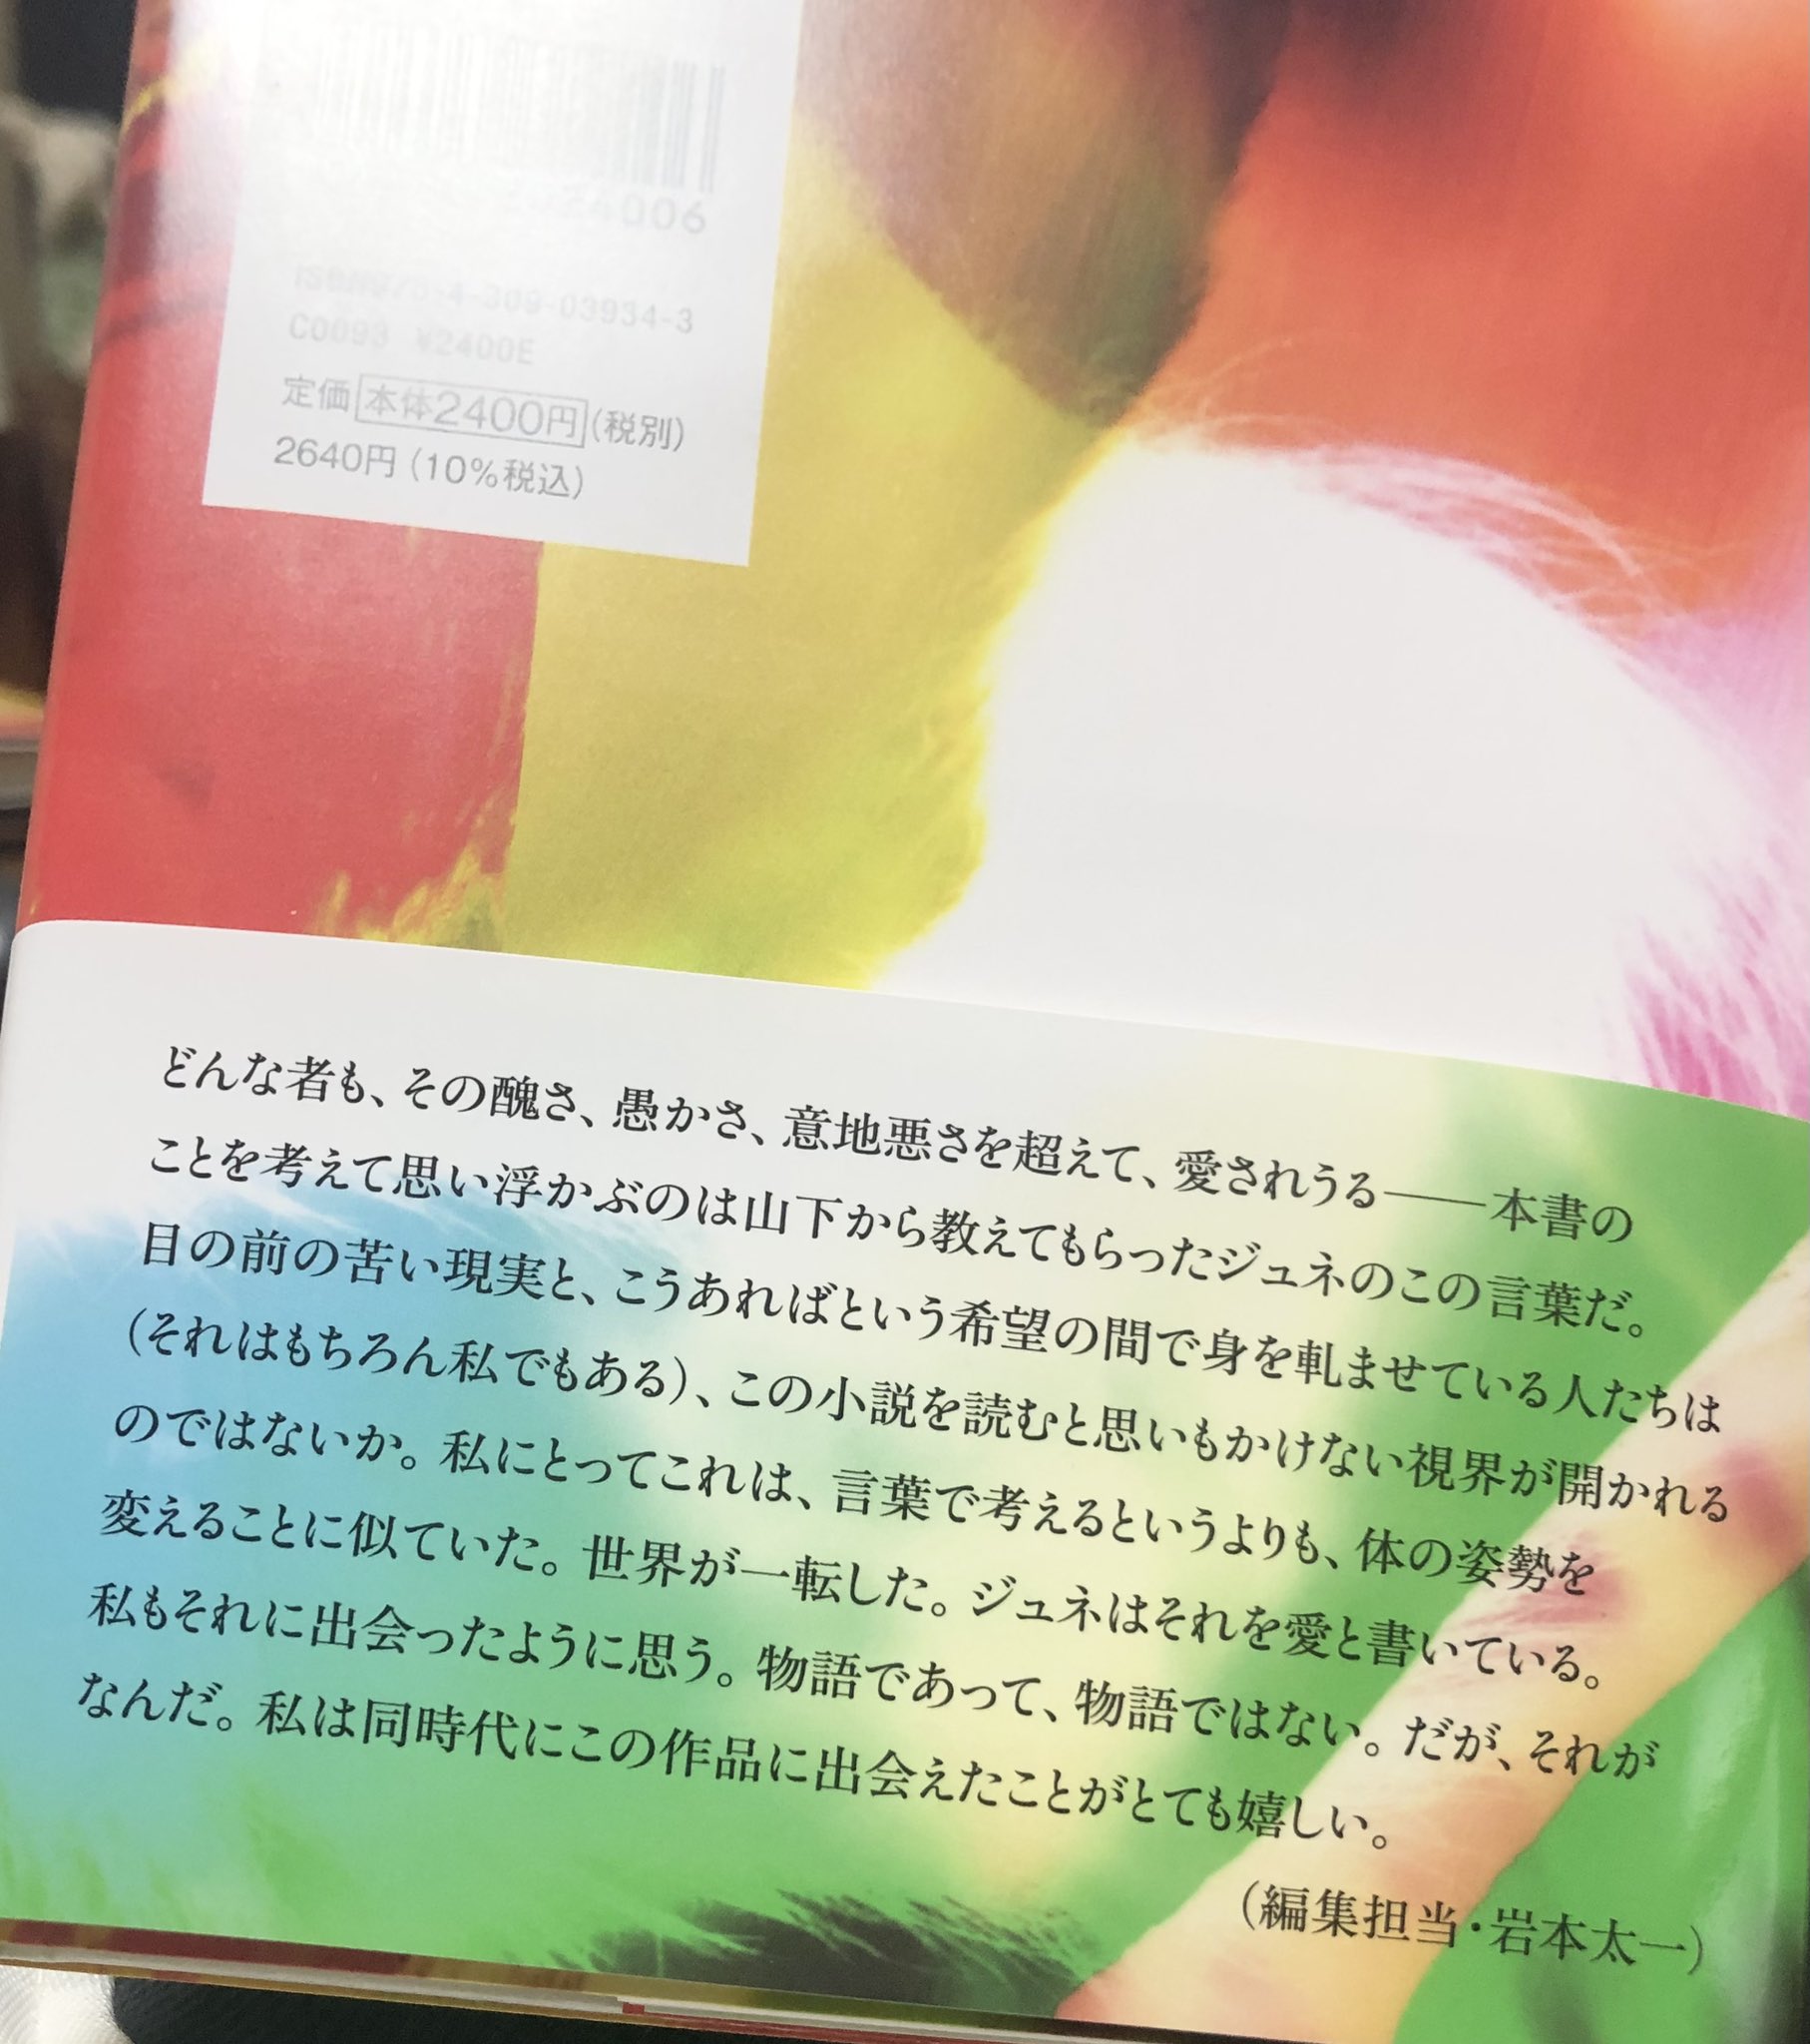 24006
ISBN978-4-309-03934-3
C0093 ¥2400E
定価 本体2400円 (税別)
2640円 (10%税込)
どんな者も、その醜さ、愚かさ、意地悪さを超えて、愛されうる――本書の
ことを考えて思い浮かぶのは山下から教えてもらったジュネのこの言葉だ。
目の前の苦い現実と、こうあればという希望の間で身を軋ませている人たちは
(それはもちろん私でもある)、この小説を読むと思いもかけない視界が開かれる
のではないか。私にとってこれは、言葉で考えるというよりも、体の姿勢を
変えることに似ていた。世界が一転した。ジュネはそれを愛と書いている。
私もそれに出会ったように思う。物語であって、物語ではない。だが、それが
なんだ。私は同時代にこの作品に出会えたことがとても嬉しい。
(編集担当・岩本太一)